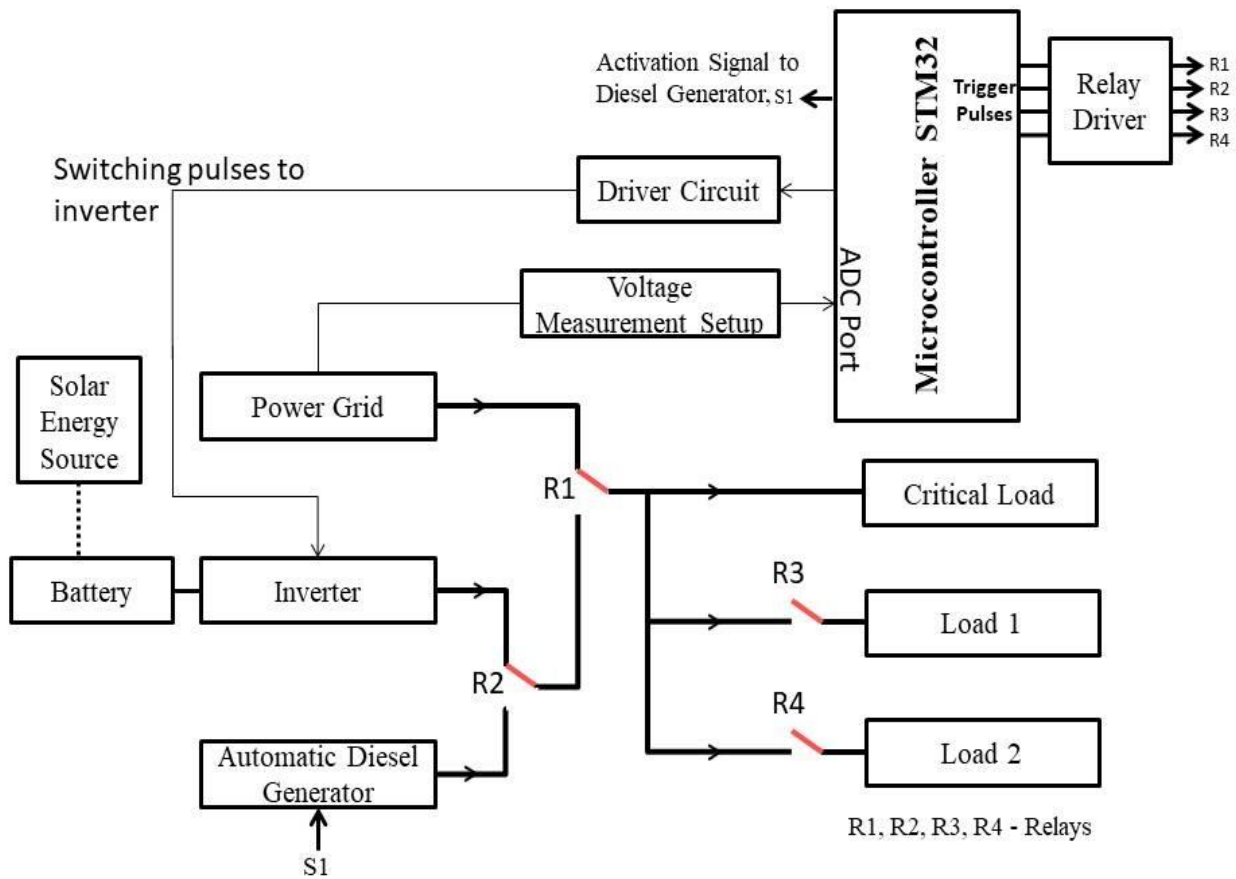 Activation Signal to
Diesel Generator, S1
Microcontroller STM32
ADC Port
Trigger
Pulses
Relay
Driver
R1
R2
R3
R4
Switching pulses to
inverter
Driver Circuit
Voltage
Measurement Setup
Solar
Energy
Source
Power Grid
R1
Critical Load
Battery
Inverter
R3
Load 1
R2
R4
Load 2
Automatic Diesel
Generator
S1
R1, R2, R3, R4 - Relays